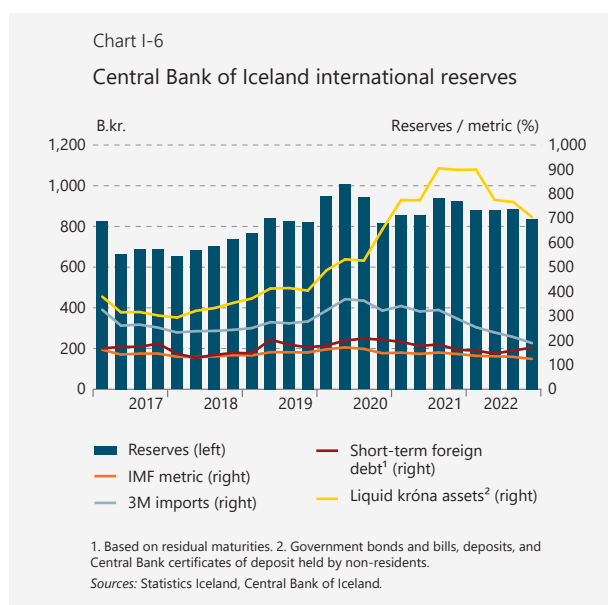 Chart I-6
Central Bank of Iceland international reserves
B.kr. Reserves / metric (%)
1,200 1,000
900
1,000 800
800 700
600
600 500
400 400
300
200 200
100
0 0
2017 2018 2019 2020 2021 2022
Reserves (left)
IMF metric (right)
3M imports (right)
Short-term foreign
debt¹ (right)
Liquid króna assets² (right)
1. Based on residual maturities. 2. Government bonds and bills, deposits, and
Central Bank certificates of deposit held by non-residents.
Sources: Statistics Iceland, Central Bank of Iceland.